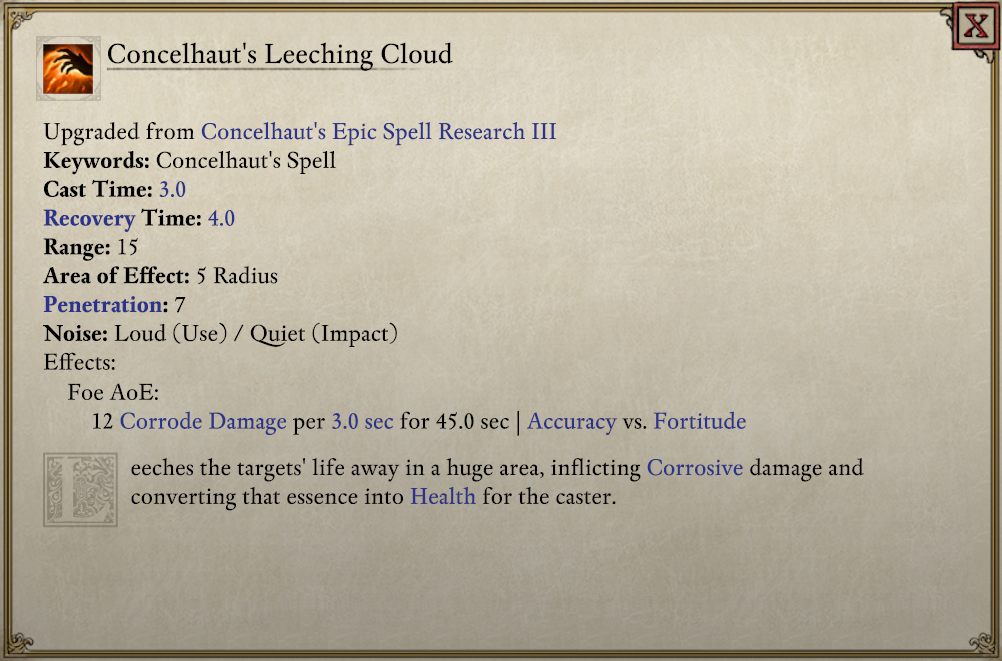 X
Concelhaut's Leeching Cloud
Upgraded from Concelhaut's Epic Spell Research III
Keywords: Concelhaut's Spell
Cast Time: 3.0
Recovery Time: 4.0
Range: 15
Area of Effect: 5 Radius
Penetration: 7
Noise: Loud (Use) / Quiet (Impact)
Effects:
Foe AoE:
12 Corrode Damage per 3.0 sec for 45.0 sec | Accuracy vs. Fortitude
Leeches the targets' life away in a huge area, inflicting Corrosive damage and
converting that essence into Health for the caster.